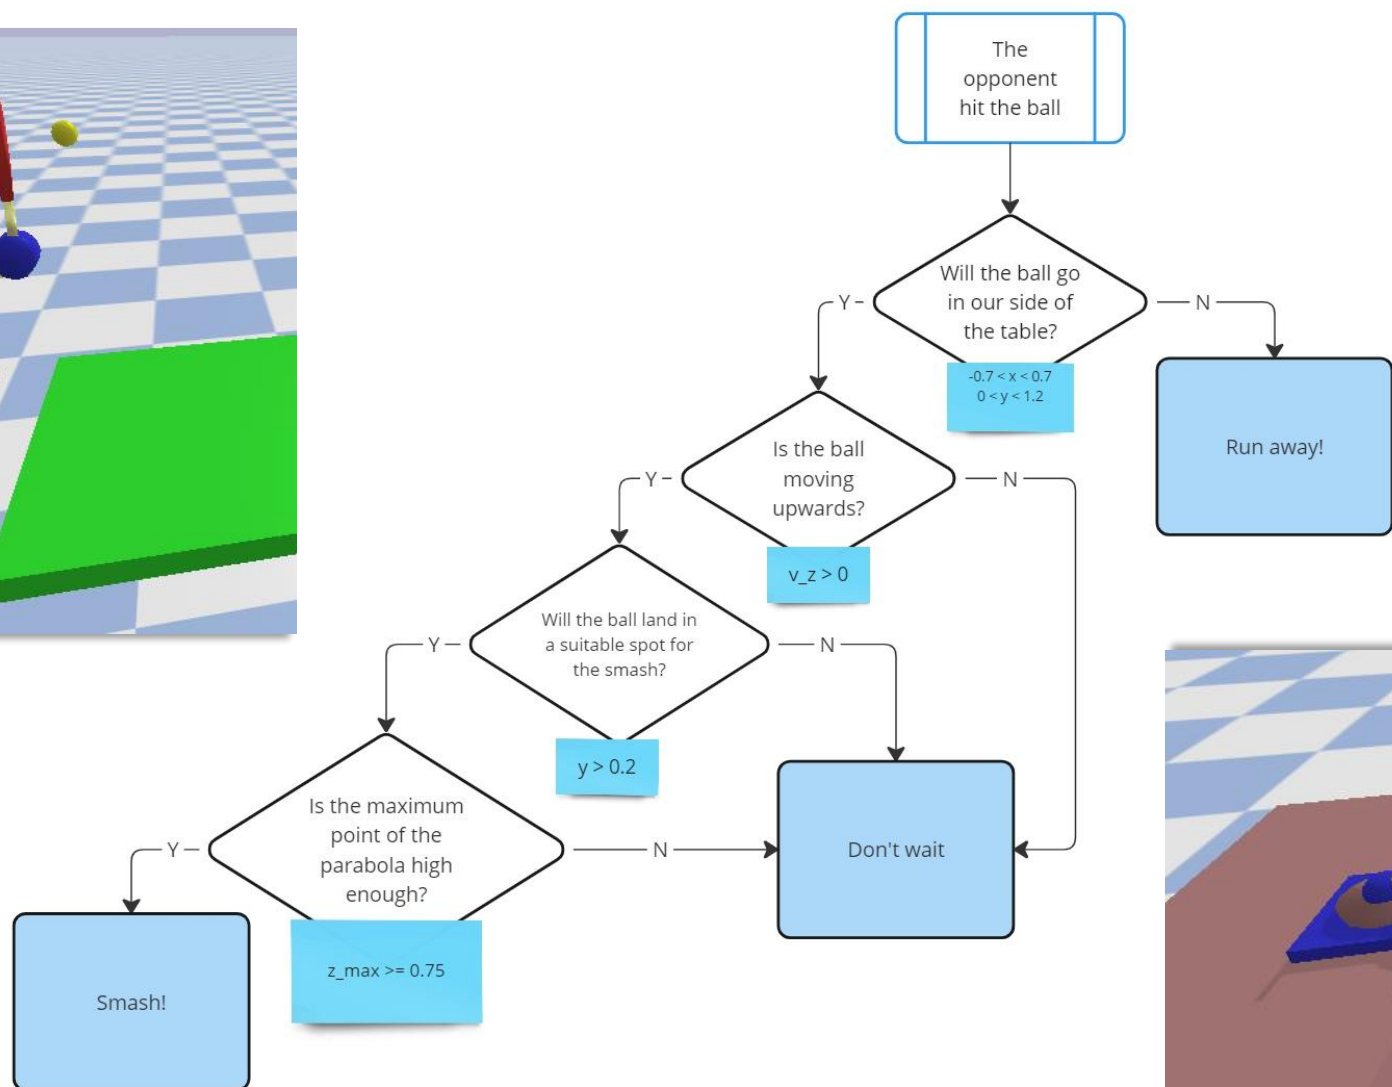 The
opponent
hit the ball
Will the ball go
in our side of
the table?
Y
N
-0.7 < x < 0.7
0 < y < 1.2
Run away!
Is the ball
moving
upwards?
Y
N
v_z > 0
Will the ball land in
a suitable spot for
the smash?
Y
N
y > 0.2
Is the maximum
point of the
parabola high
enough?
Y
N
Don't wait
z_max >= 0.75
Smash!